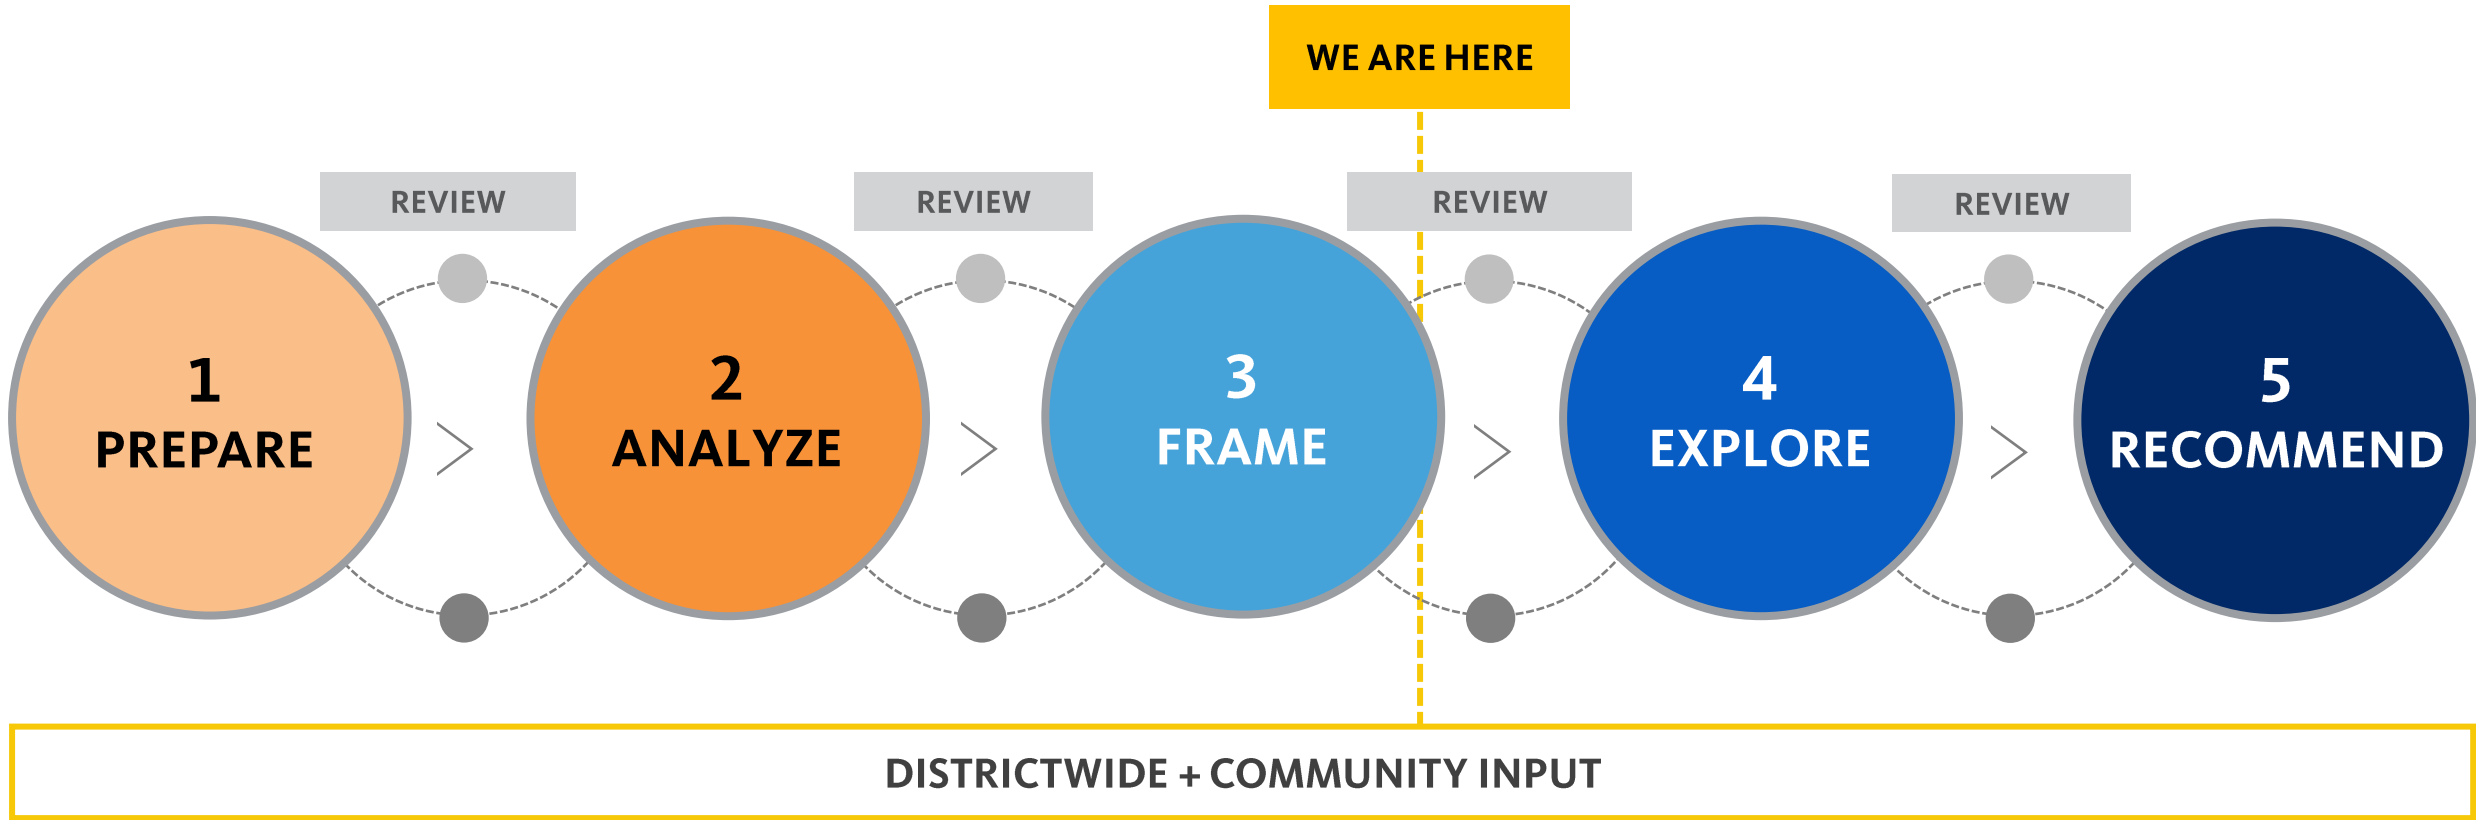 WE ARE HERE
REVIEW
REVIEW
REVIEW
REVIEW
1
PREPARE
2
ANALYZE
3
FRAME
4
EXPLORE
5
RECOMMEND
DISTRICTWIDE + COMMUNITY INPUT